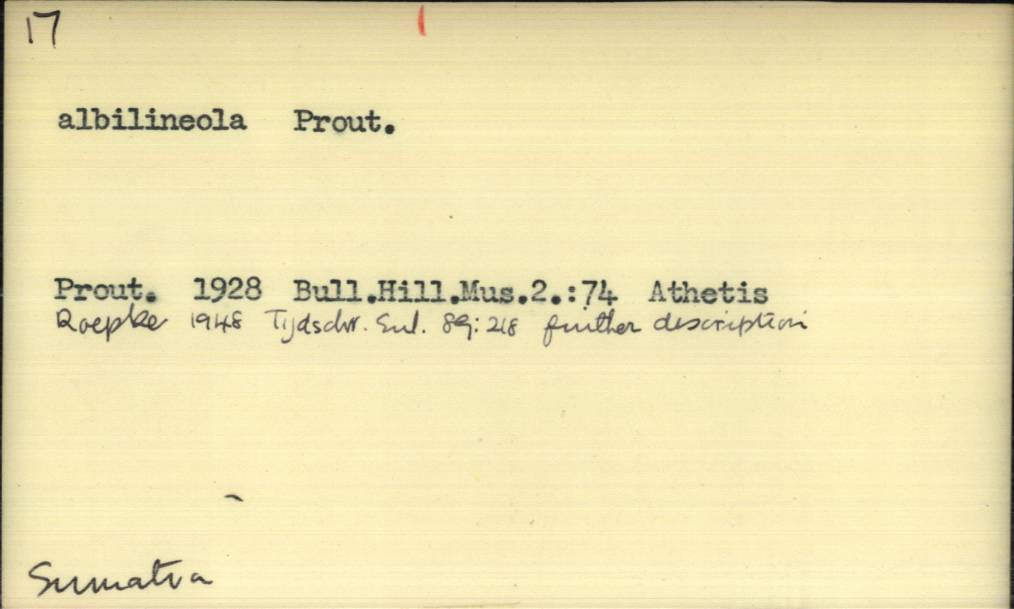 17
albilineola Prout.
Prout. 1928 Bull.Hill.Mus.2.:74 Athetis
Roepke 1948 Tijdschr. Ent. 89:218 further description
Sumatra